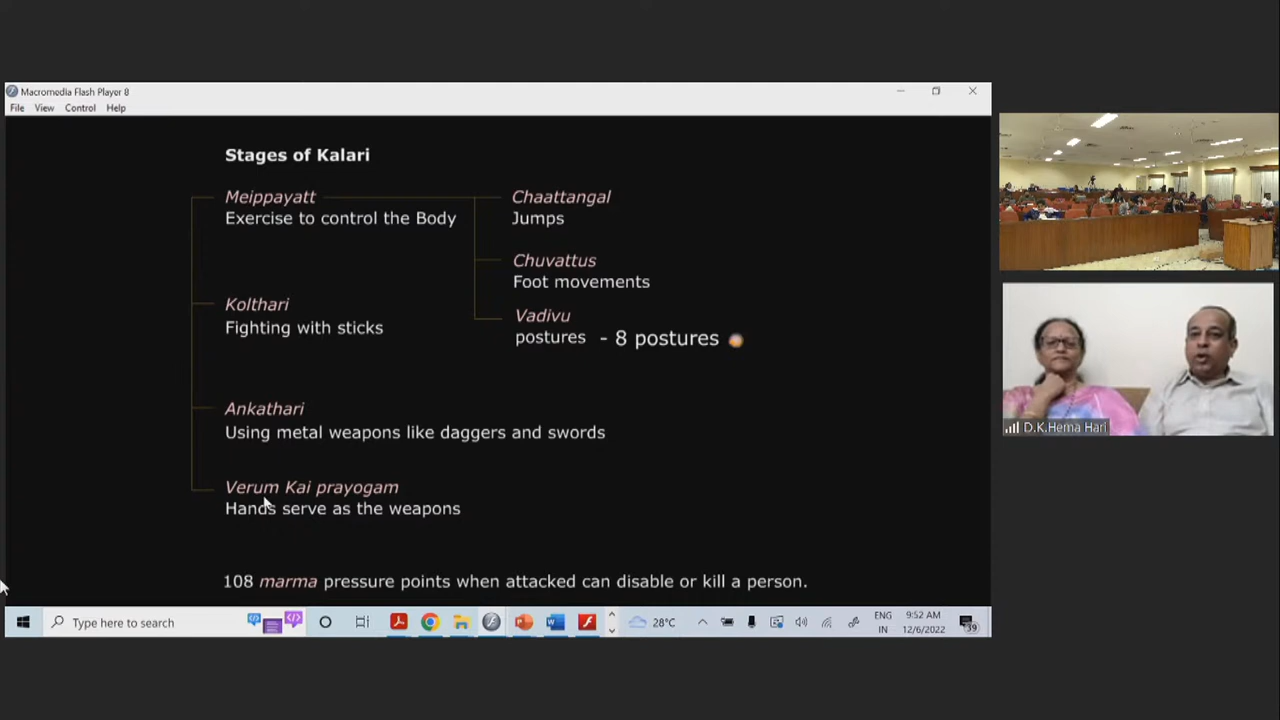 Macromedia Flash Player 8
File View Control Help
Stages of Kalari
Meippayatt
Exercise to control the Body
Chaattangal
Jumps
Chuvattus
Foot movements
Vadivu
postures - 8 postures
Kolthari
Fighting with sticks
Ankathari
Using metal weapons like daggers and swords
Verum Kai prayogam
Hands serve as the weapons
108 marma pressure points when attacked can disable or kill a person.
D.K.Hema Hari
Type here to search
28°C
ENG
IN
9:52 AM
12/6/2022
39